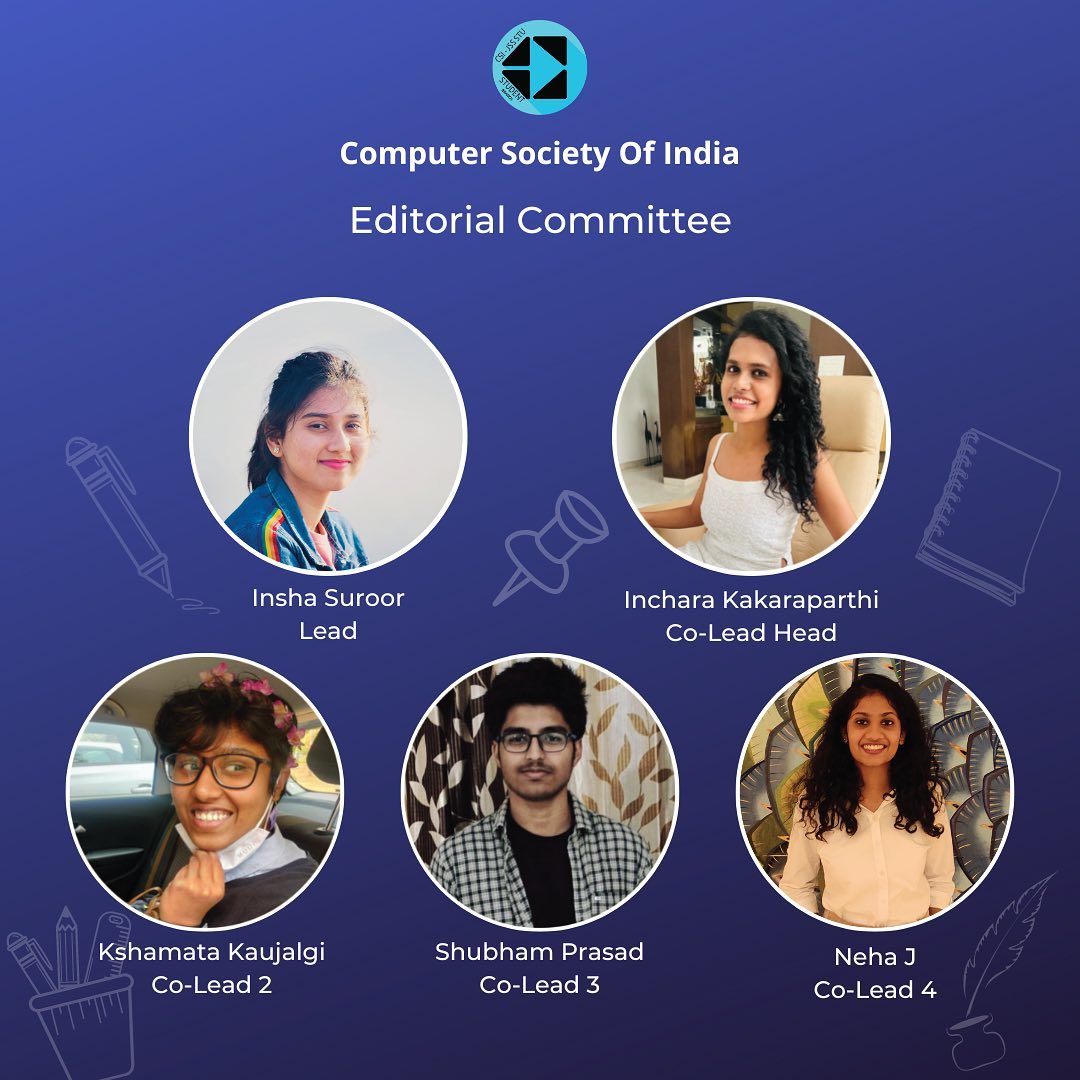 CSI - JSS STU
STUDENT
BRANCH
Computer Society Of India
Editorial Committee
Insha Suroor
Lead
Inchara Kakaraparthi
Co-Lead Head
Kshamata Kaujalgi
Co-Lead 2
Shubham Prasad
Co-Lead 3
Neha J
Co-Lead 4